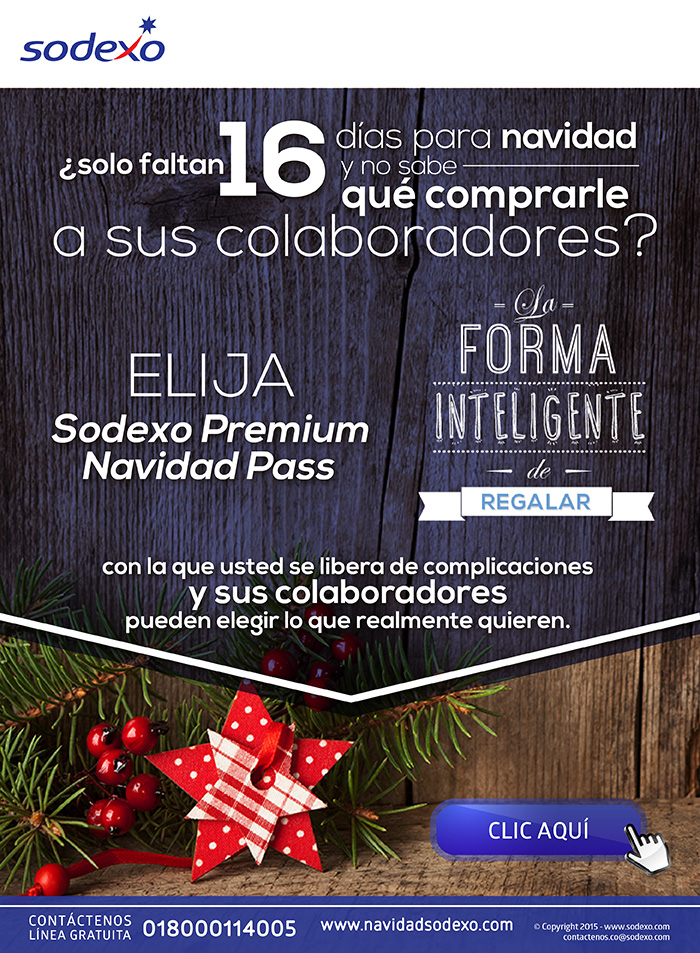 sodexo
¿solo faltan 16 días para navidad
y no sabe
qué comprarle
a sus colaboradores?
ELIJA
Sodexo Premium
Navidad Pass
La
FORMA
INTELIGENTE
de
REGALAR
con la que usted se libera de complicaciones
y sus colaboradores
pueden elegir lo que realmente quieren.
CLIC AQUÍ
CONTÁCTENOS
LÍNEA GRATUITA
018000114005
www.navidadsodexo.com
© Copyright 2015 - www.sodexo.com
contactenos.co@sodexo.com